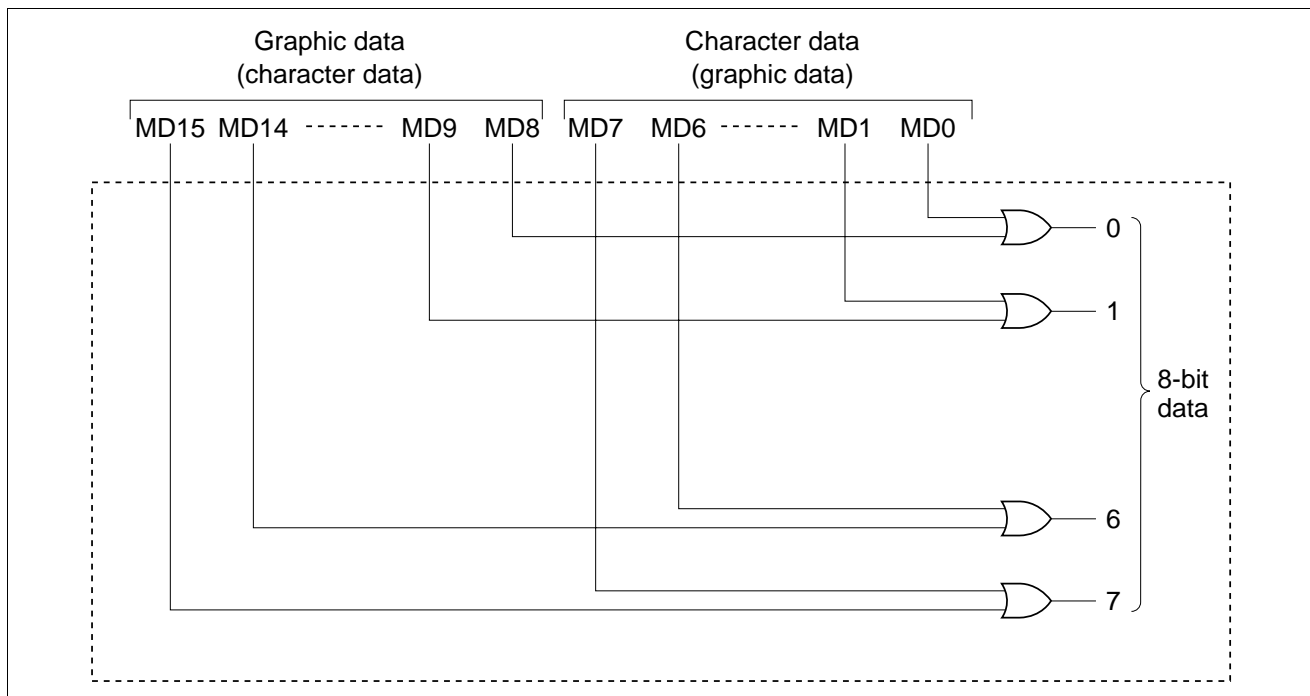 Graphic data
(character data)
Character data
(graphic data)
MD15 MD14 MD9 MD8 MD7 MD6 MD1 MD0
0
1
8-bit
data
6
7